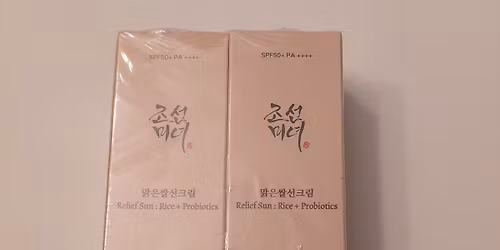 SPF50+ PA ++++
조선
미녀
맑은쌀선크림
Relief Sun : Rice + Probiotics
SPF50+ PA ++++
조선
미녀
맑은쌀선크림
Relief Sun : Rice + Probiotics